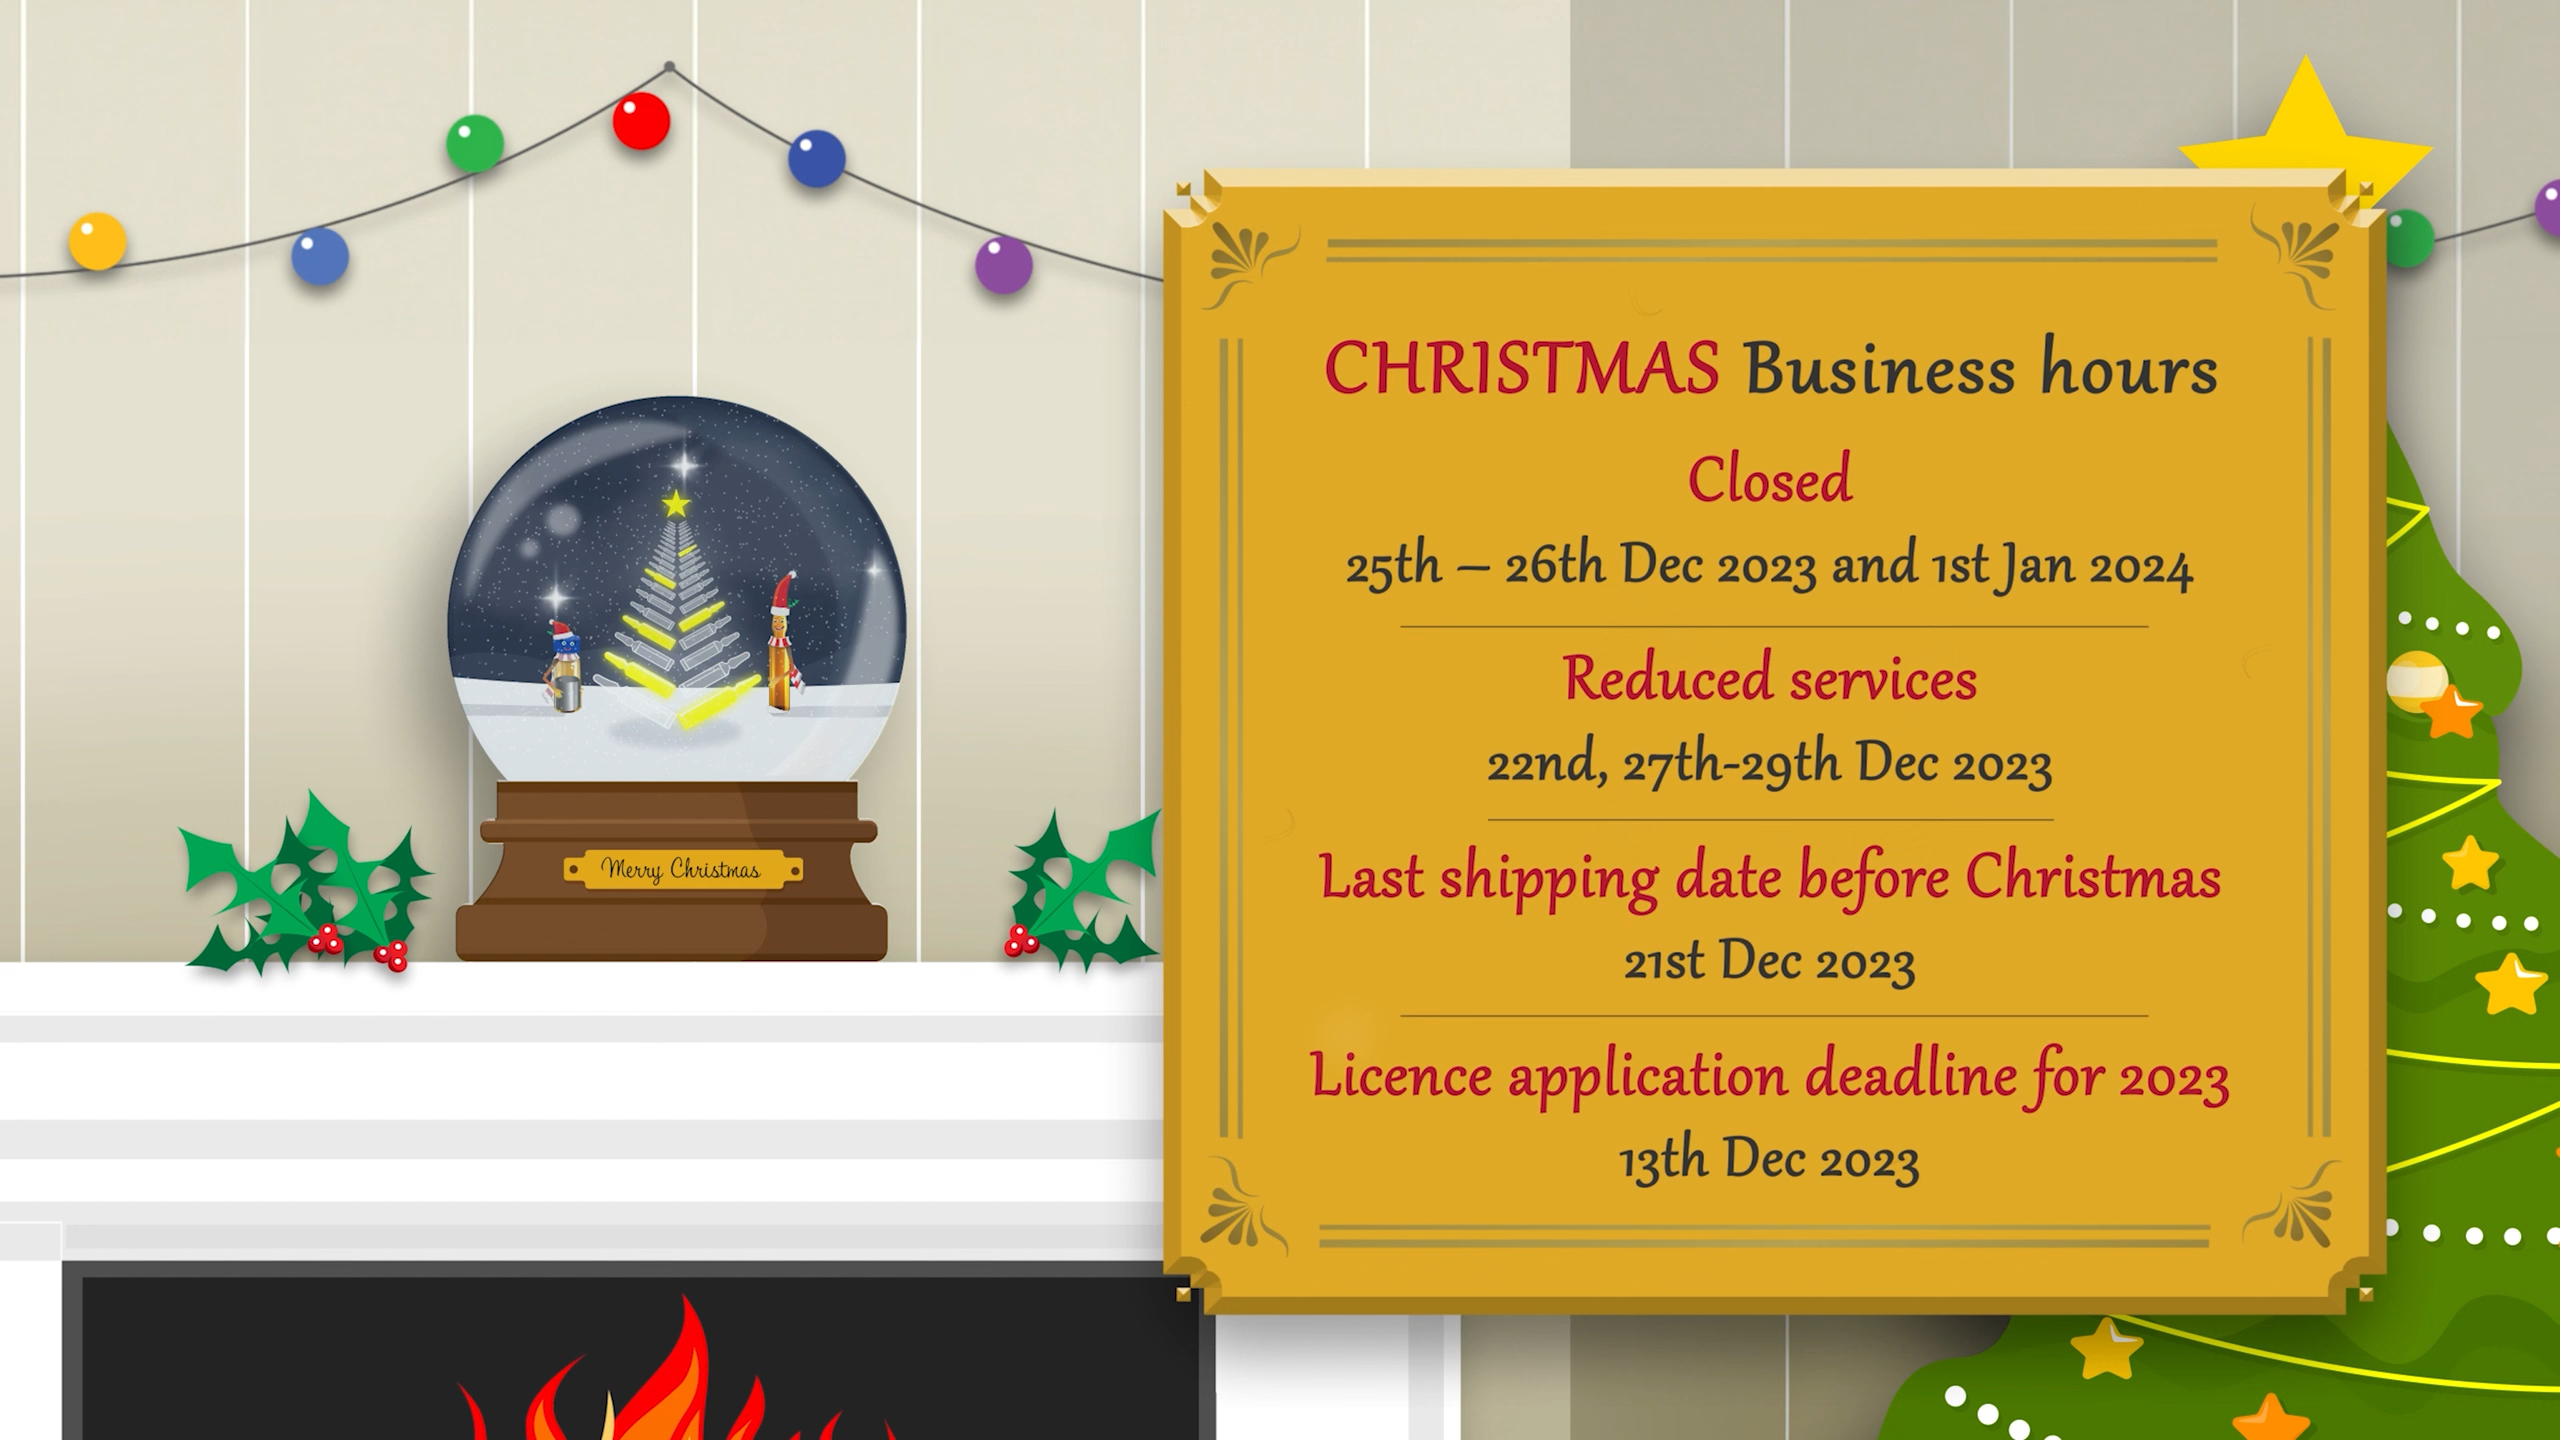 CHRISTMAS Business hours
Closed
25th – 26th Dec 2023 and 1st Jan 2024
Reduced services
22nd, 27th-29th Dec 2023
Last shipping date before Christmas
21st Dec 2023
Licence application deadline for 2023
13th Dec 2023
Merry Christmas